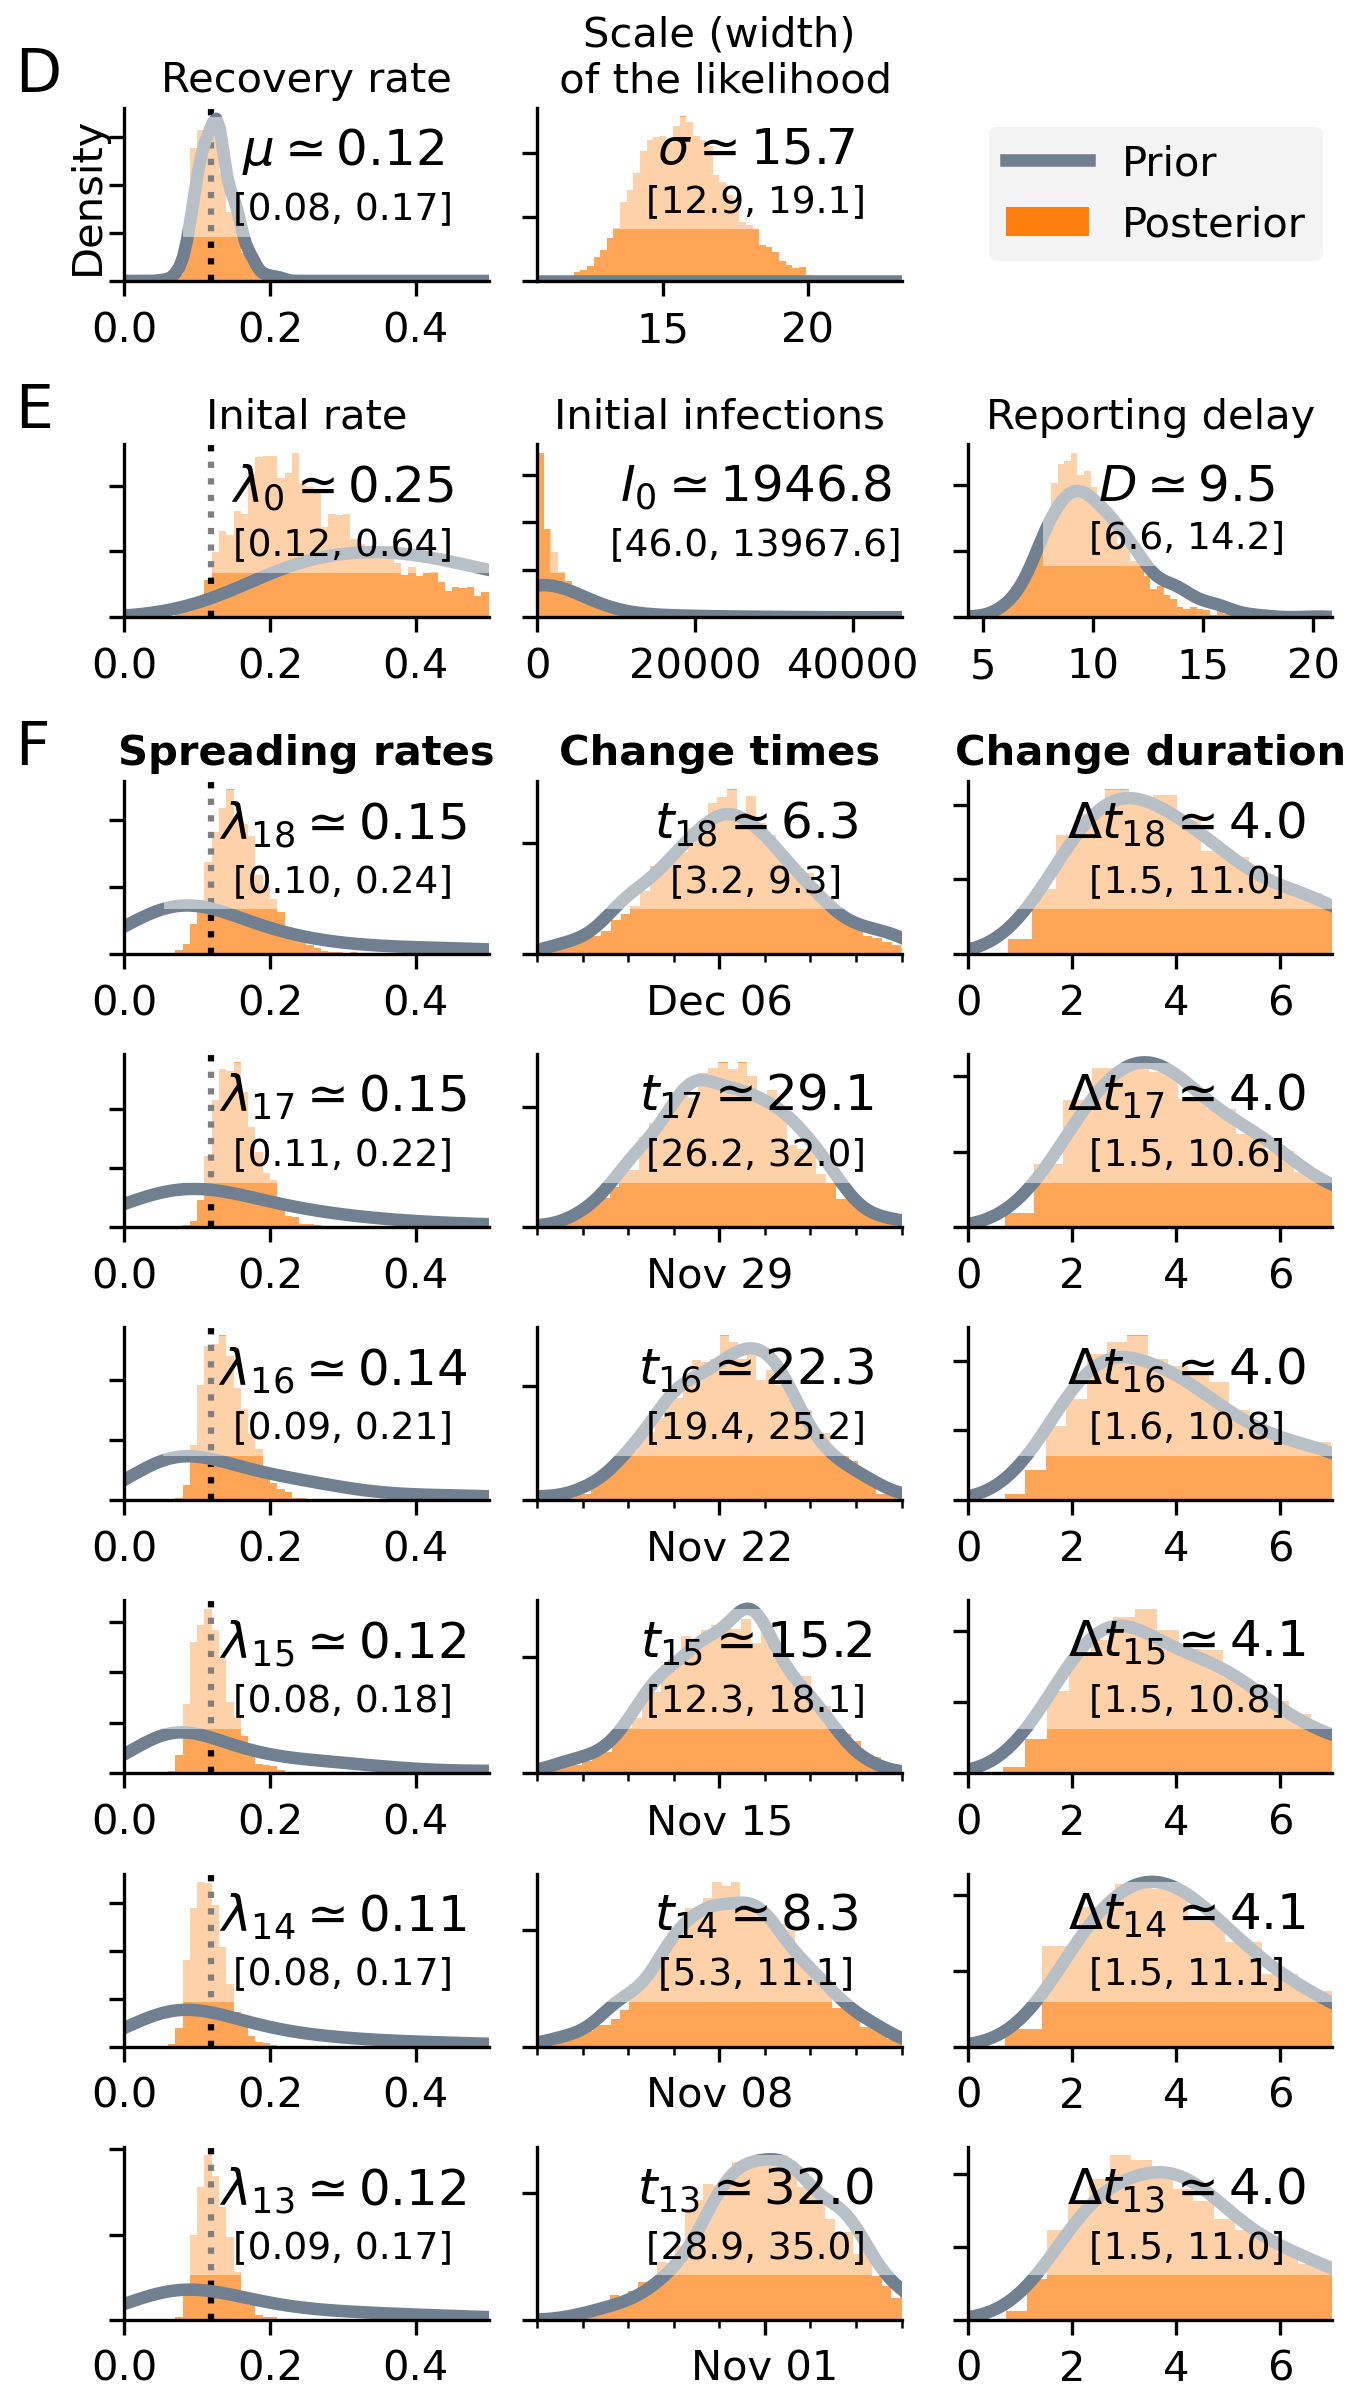 D
Recovery rate
Scale (width)
of the likelihood
Density
μ ≃ 0.12
[0.08, 0.17]
0.0 0.2 0.4
σ ≃ 15.7
[12.9, 19.1]
15 20
Prior
Posterior
E
Inital rate
λ₀ ≃ 0.25
[0.12, 0.64]
0.0 0.2 0.4
Initial infections
I₀ ≃ 1946.8
[46.0, 13967.6]
0 20000 40000
Reporting delay
D ≃ 9.5
[6.6, 14.2]
5 10 15 20
F
Spreading rates
Change times
Change duration
λ₁₈ ≃ 0.15
[0.10, 0.24]
0.0 0.2 0.4
t₁₈ ≃ 6.3
[3.2, 9.3]
Dec 06
Δt₁₈ ≃ 4.0
[1.5, 11.0]
0 2 4 6
λ₁₇ ≃ 0.15
[0.11, 0.22]
0.0 0.2 0.4
t₁₇ ≃ 29.1
[26.2, 32.0]
Nov 29
Δt₁₇ ≃ 4.0
[1.5, 10.6]
0 2 4 6
λ₁₆ ≃ 0.14
[0.09, 0.21]
0.0 0.2 0.4
t₁₆ ≃ 22.3
[19.4, 25.2]
Nov 22
Δt₁₆ ≃ 4.0
[1.6, 10.8]
0 2 4 6
λ₁₅ ≃ 0.12
[0.08, 0.18]
0.0 0.2 0.4
t₁₅ ≃ 15.2
[12.3, 18.1]
Nov 15
Δt₁₅ ≃ 4.1
[1.5, 10.8]
0 2 4 6
λ₁₄ ≃ 0.11
[0.08, 0.17]
0.0 0.2 0.4
t₁₄ ≃ 8.3
[5.3, 11.1]
Nov 08
Δt₁₄ ≃ 4.1
[1.5, 11.1]
0 2 4 6
λ₁₃ ≃ 0.12
[0.09, 0.17]
0.0 0.2 0.4
t₁₃ ≃ 32.0
[28.9, 35.0]
Nov 01
Δt₁₃ ≃ 4.0
[1.5, 11.0]
0 2 4 6